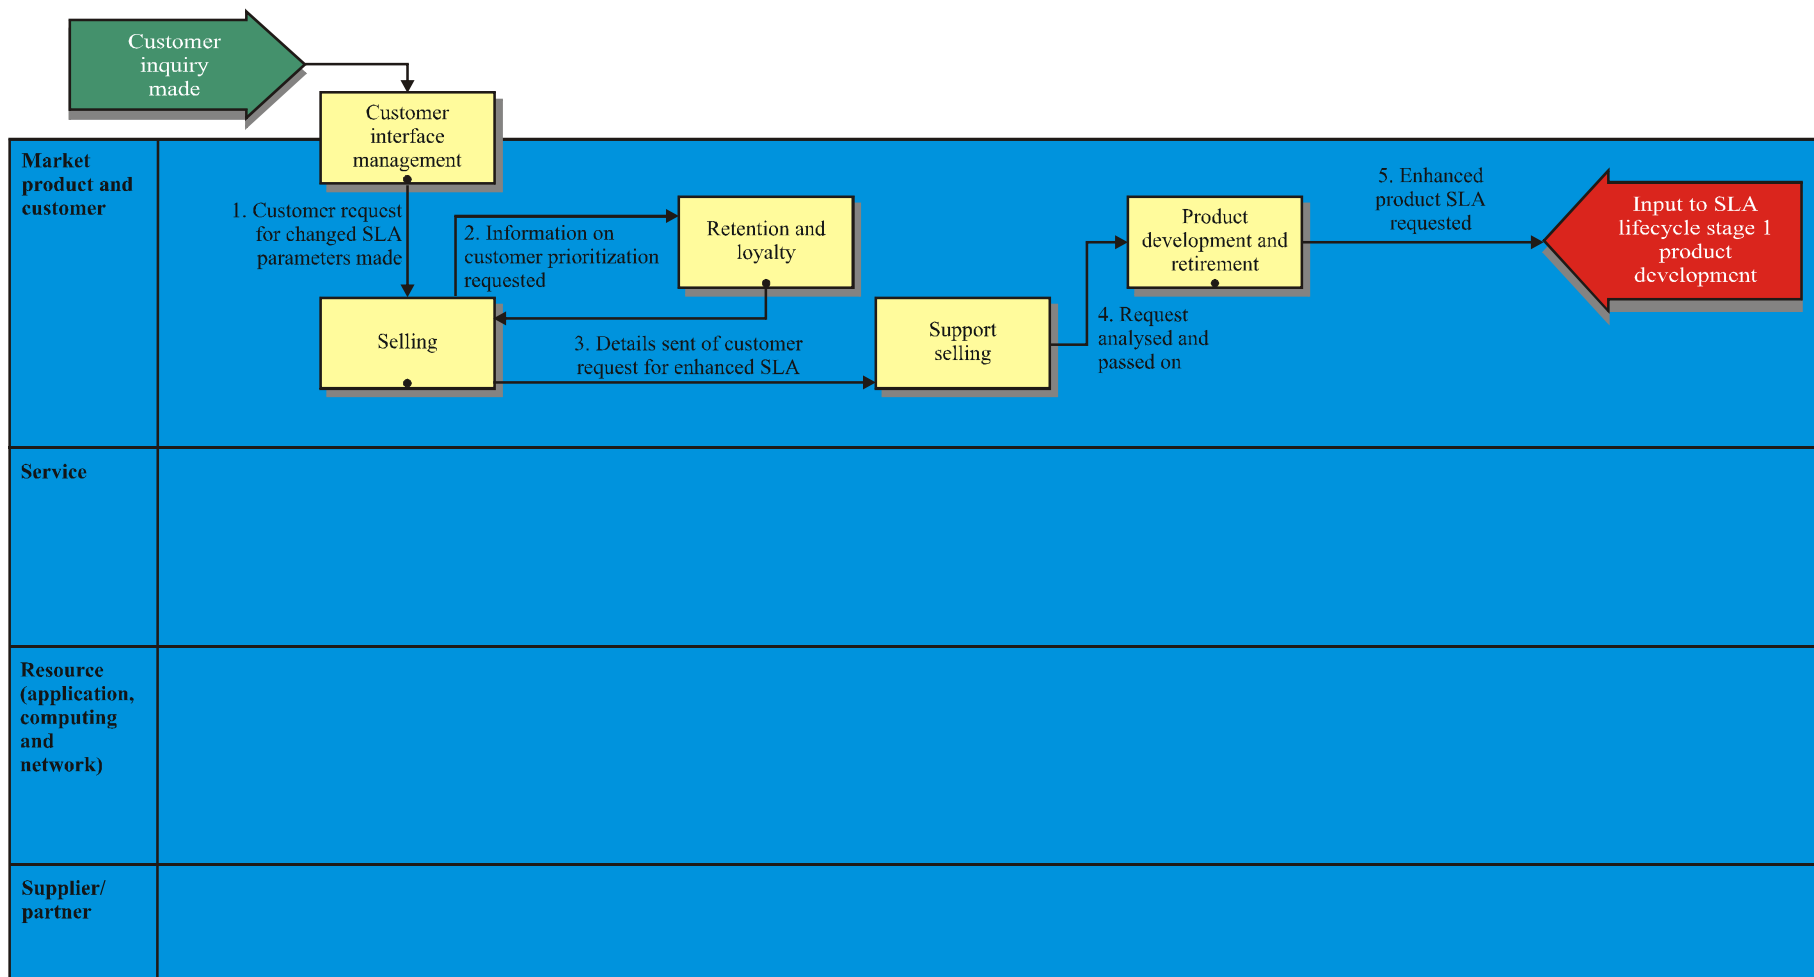 Customer
inquiry
made
Customer
interface
management
Market
product and
customer
1. Customer request
for changed SLA
parameters made
2. Information on
customer prioritization
requested
Retention and
loyalty
Product
development and
retirement
5. Enhanced
product SLA
requested
Input to SLA
lifecycle stage 1
product
development
Selling
3. Details sent of customer
request for enhanced SLA
Support
selling
4. Request
analysed and
passed on
Service
Resource
(application,
computing
and
network)
Supplier/
partner